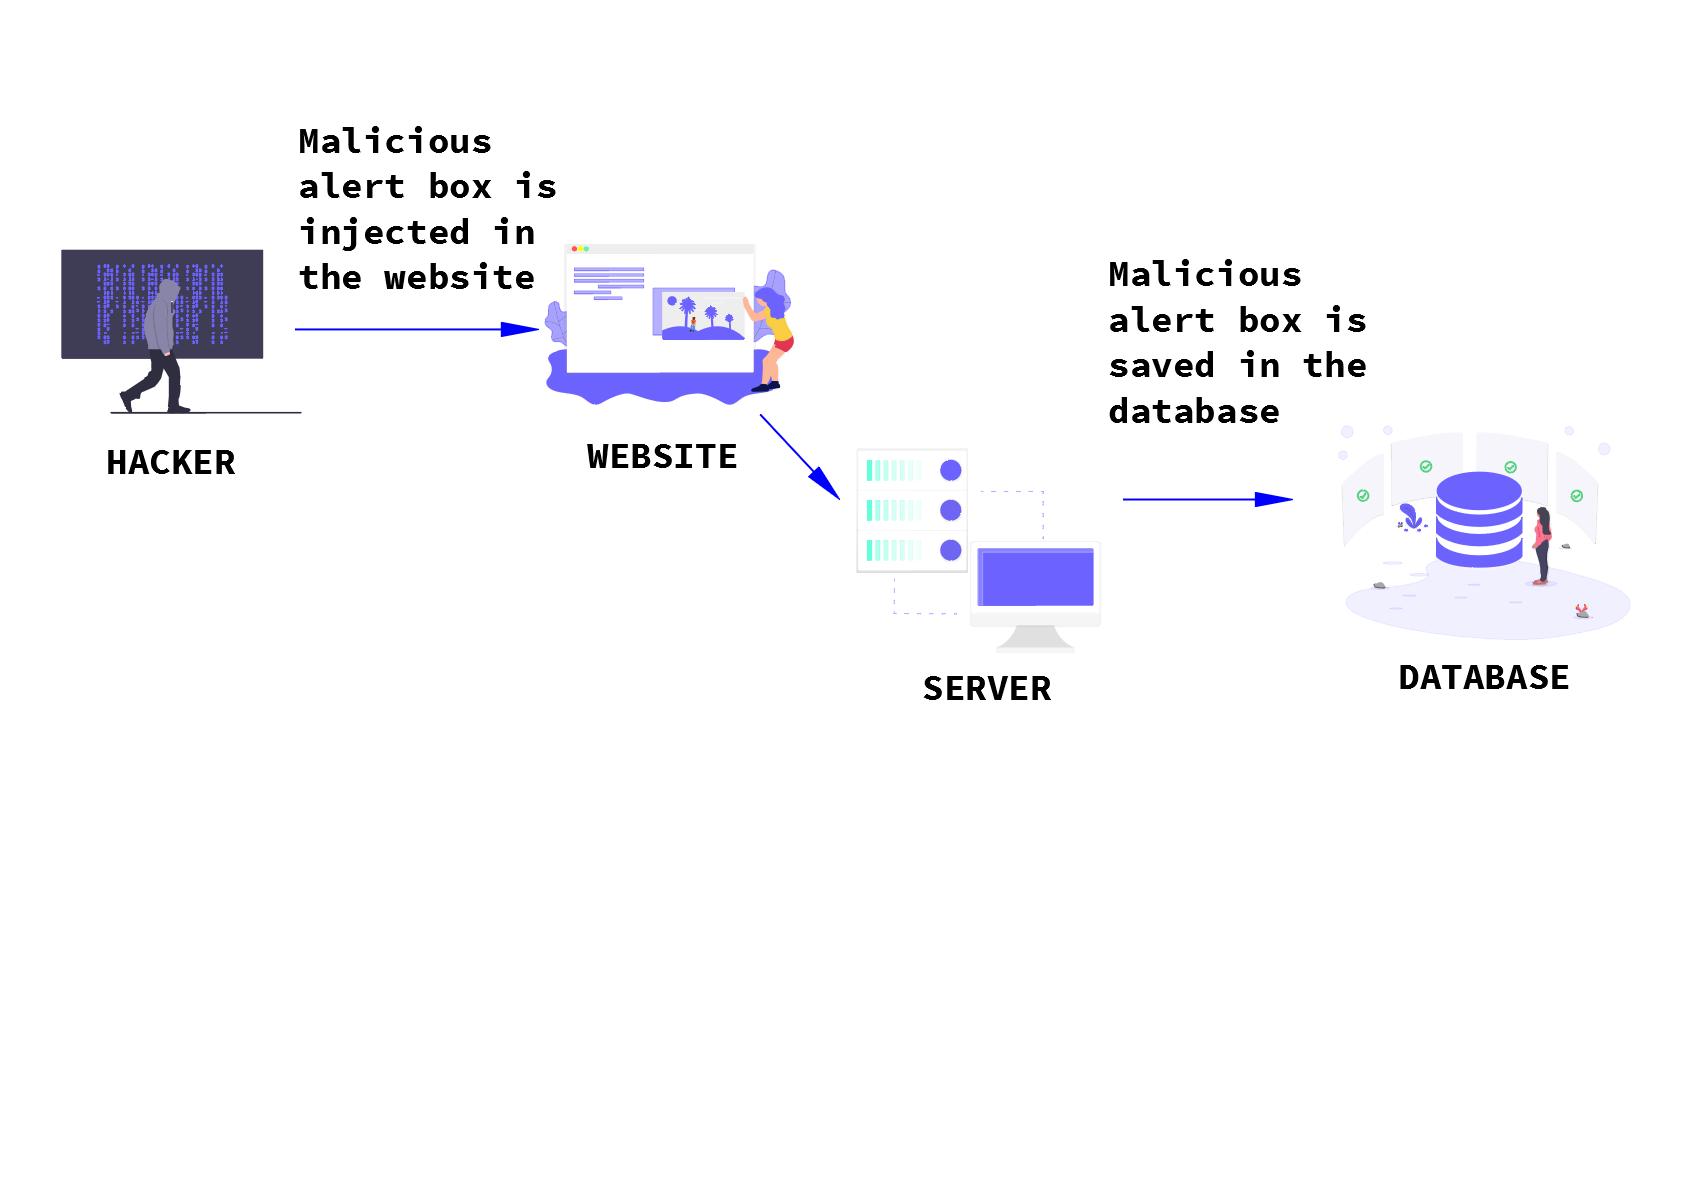 Malicious
alert box is
injected in
the website
HACKER
WEBSITE
Malicious
alert box is
saved in the
database
SERVER
DATABASE